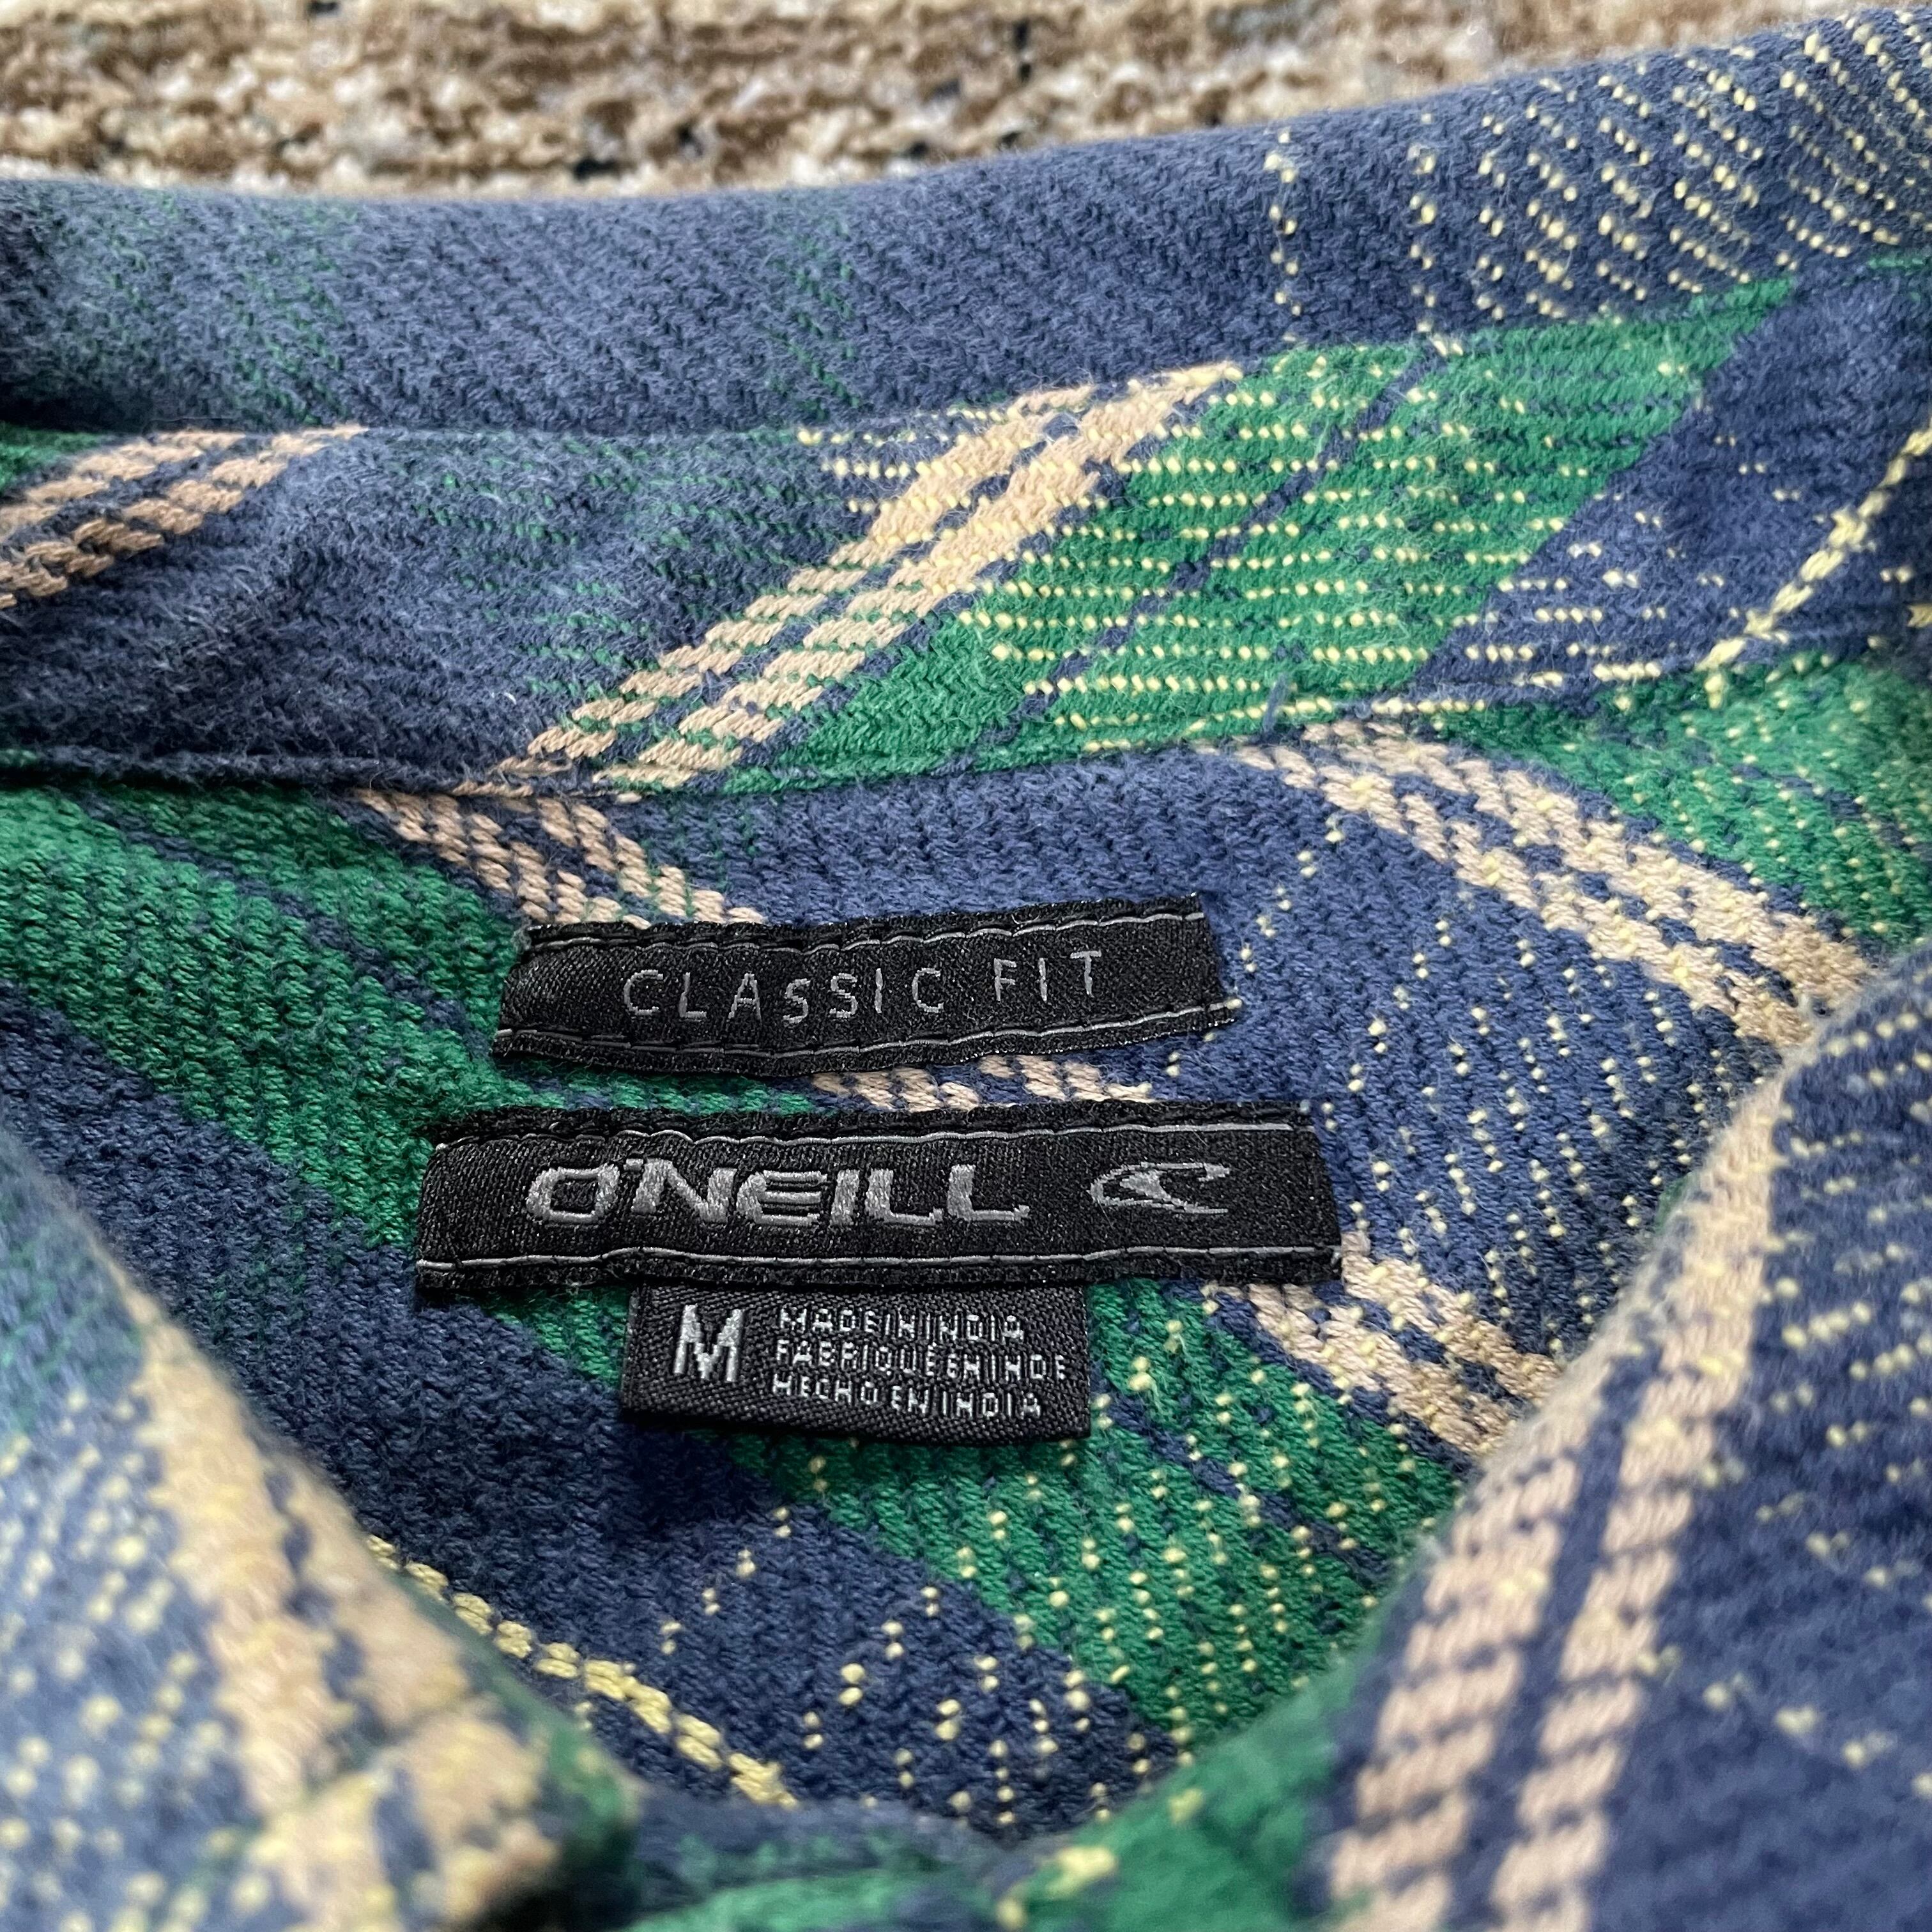 CLASSIC FIT
O'NEILL
M
MADE IN INDIA
FABRIQUÉ EN INDE
HECHO EN INDIA